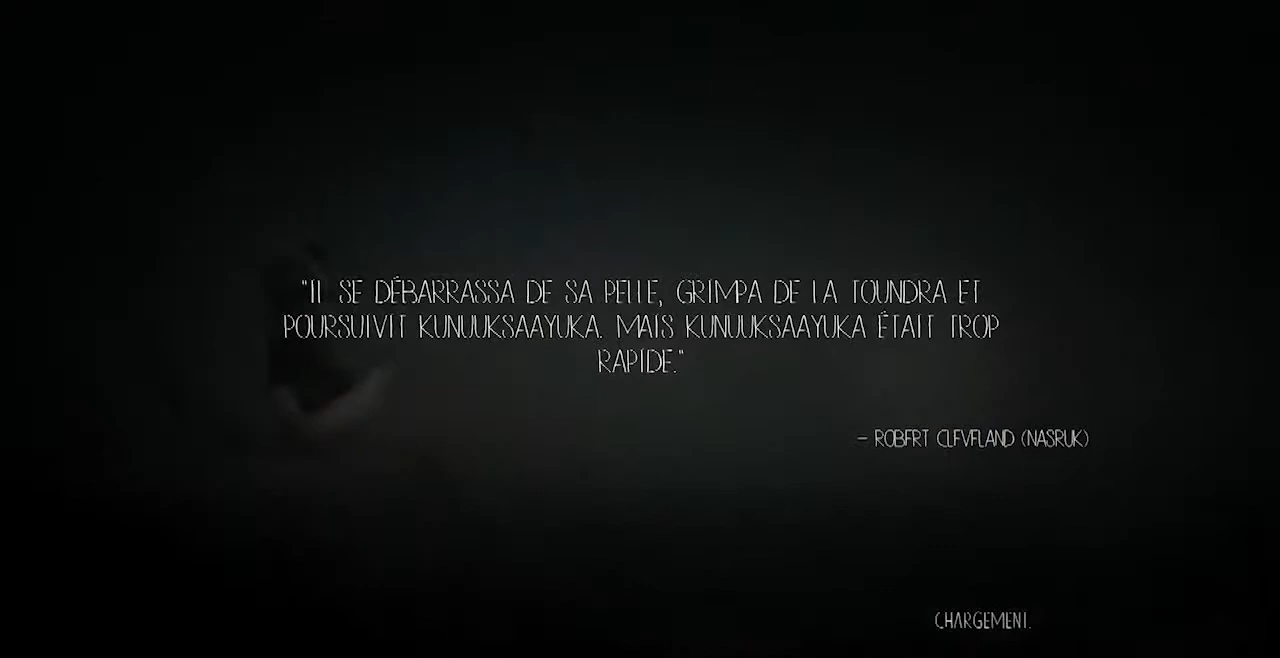 "IL SE DÉBARRASSA DE SA PELLE, GRIMPA DE LA TOUNDRA ET
POURSUIVIT KUNUUKSAAYUKA. MAIS KUNUUKSAAYUKA ÉTAIT TROP
RAPIDE."
- ROBERT CLEVELAND (NASRUK)
CHARGEMENT.